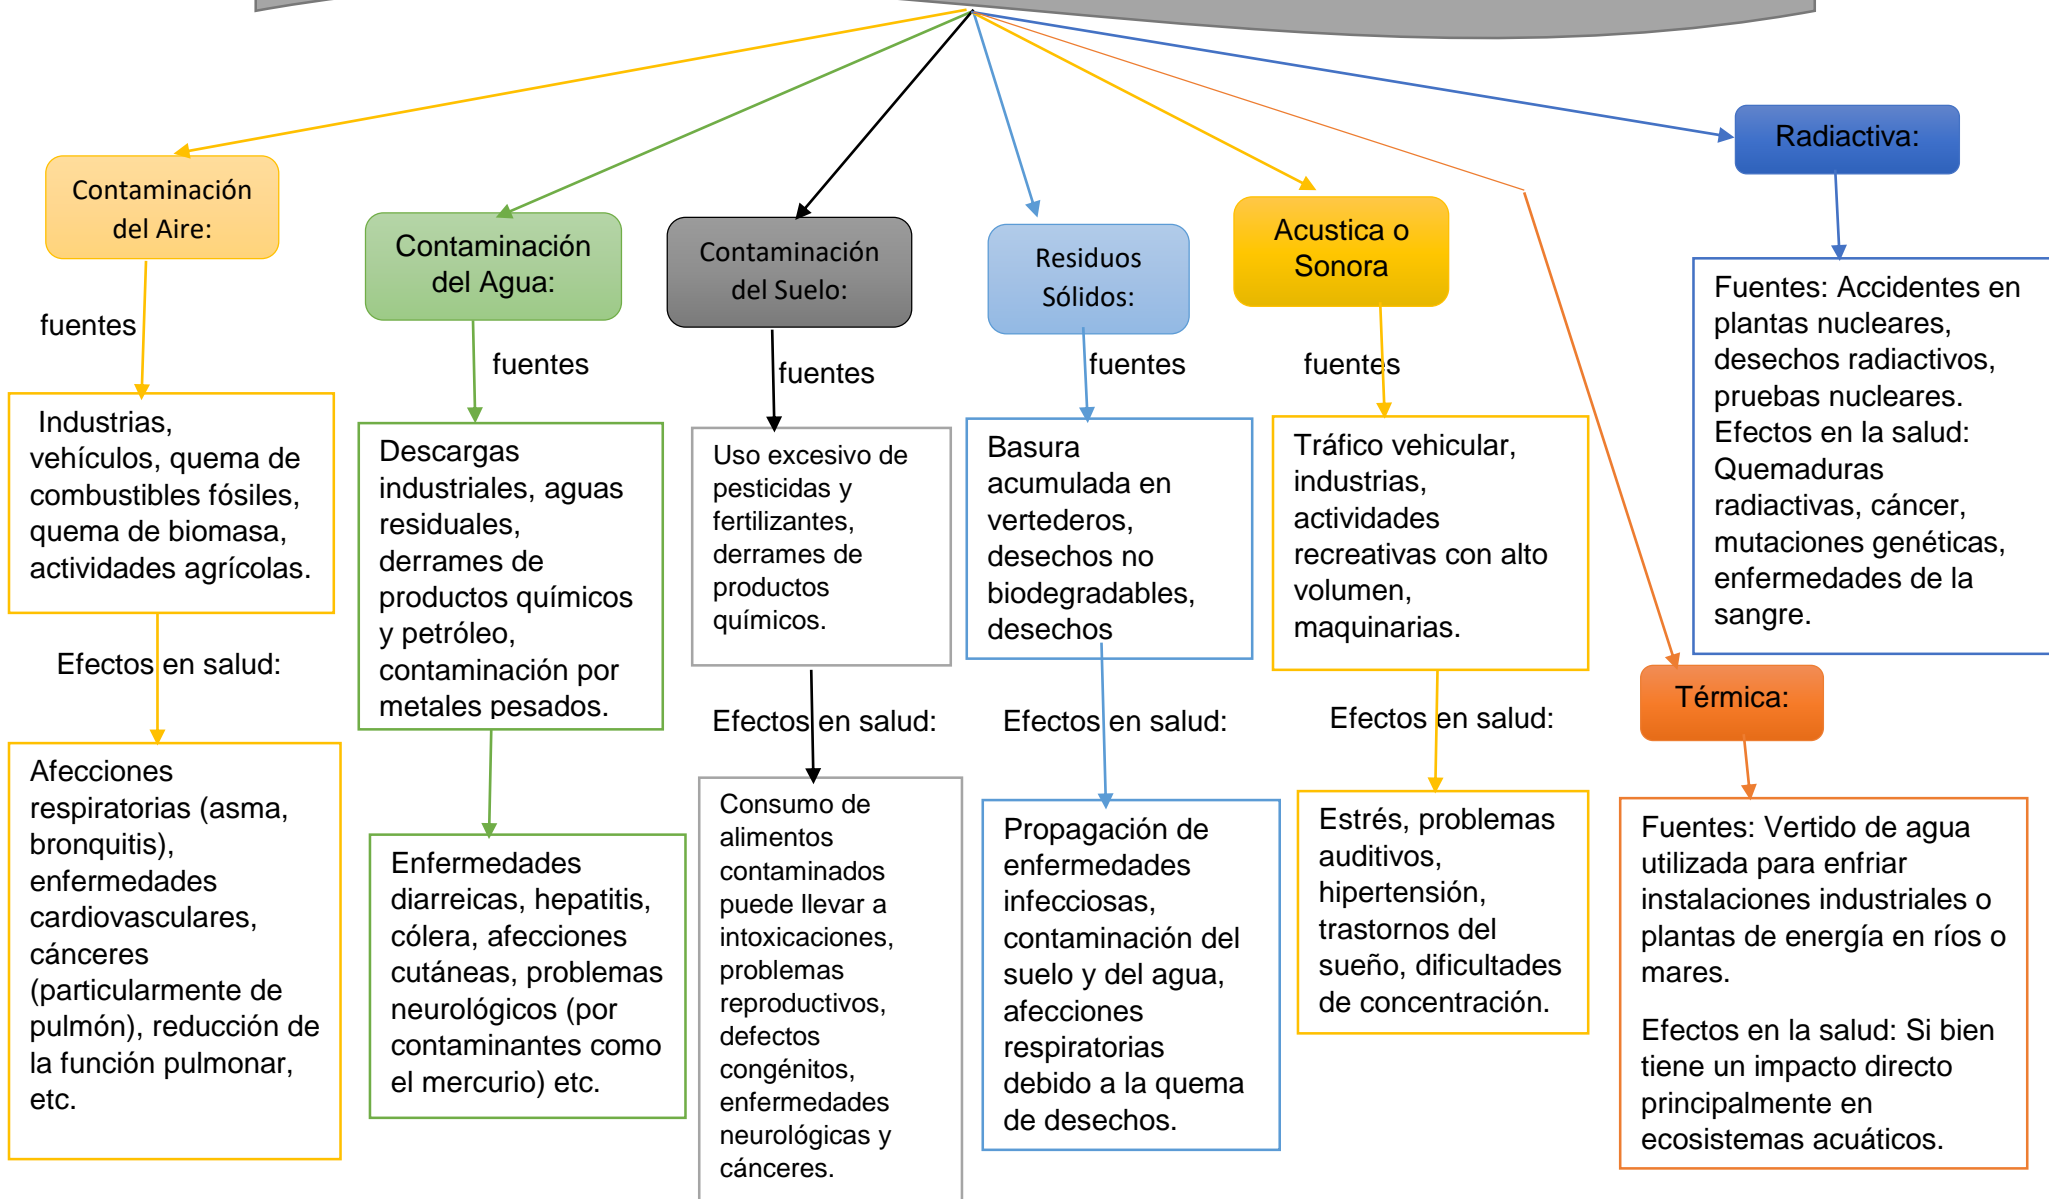 Contaminación
del Aire:
fuentes
Industrias,
vehículos, quema de
combustibles fósiles,
quema de biomasa,
actividades agrícolas.
Efectos en salud:
Afecciones
respiratorias (asma,
bronquitis),
enfermedades
cardiovasculares,
cánceres
(particularmente de
pulmón), reducción de
la función pulmonar,
etc.
Contaminación
del Agua:
fuentes
Descargas
industriales, aguas
residuales,
derrames de
productos químicos
y petróleo,
contaminación por
metales pesados.
Enfermedades
diarreicas, hepatitis,
cólera, afecciones
cutáneas, problemas
neurológicos (por
contaminantes como
el mercurio) etc.
Contaminación
del Suelo:
fuentes
Uso excesivo de
pesticidas y
fertilizantes,
derrames de
productos
químicos.
Efectos en salud:
Consumo de
alimentos
contaminados
puede llevar a
intoxicaciones,
problemas
reproductivos,
defectos
congénitos,
enfermedades
neurológicas y
cánceres.
Residuos
Sólidos:
fuentes
Basura
acumulada en
vertederos,
desechos no
biodegradables,
desechos
Efectos en salud:
Propagación de
enfermedades
infecciosas,
contaminación del
suelo y del agua,
afecciones
respiratorias
debido a la quema
de desechos.
Acustica o
Sonora
fuentes
Tráfico vehicular,
industrias,
actividades
recreativas con alto
volumen,
maquinarias.
Efectos en salud:
Estrés, problemas
auditivos,
hipertensión,
trastornos del
sueño, dificultades
de concentración.
Radiactiva:
Fuentes: Accidentes en
plantas nucleares,
desechos radiactivos,
pruebas nucleares.
Efectos en la salud:
Quemaduras
radiactivas, cáncer,
mutaciones genéticas,
enfermedades de la
sangre.
Térmica:
Fuentes: Vertido de agua
utilizada para enfriar
instalaciones industriales o
plantas de energía en ríos o
mares.
Efectos en la salud: Si bien
tiene un impacto directo
principalmente en
ecosistemas acuáticos.